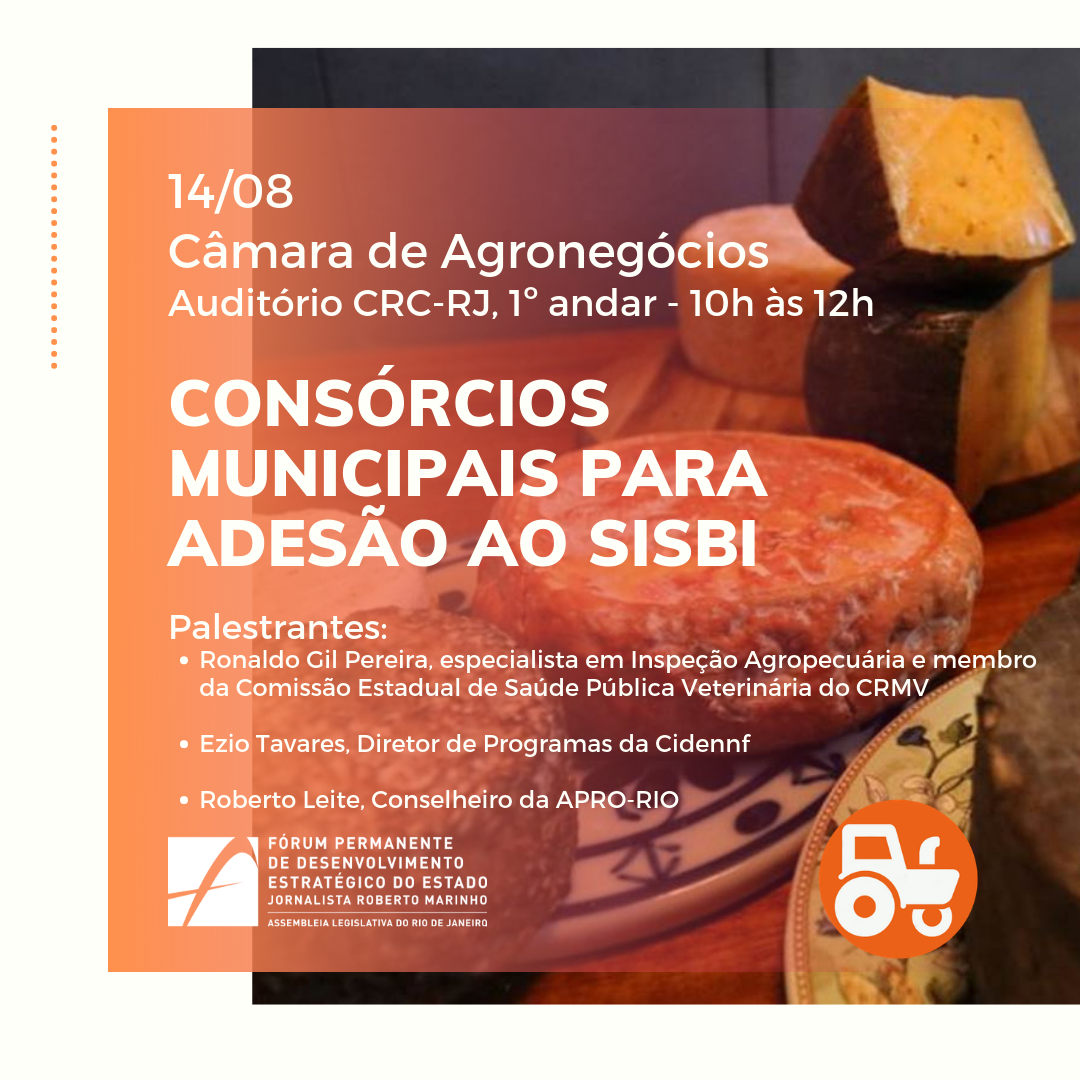 14/08
Câmara de Agronegócios
Auditório CRC-RJ, 1º andar - 10h às 12h
CONSÓRCIOS
MUNICIPAIS PARA
ADESÃO AO SISBI
Palestrantes:
• Ronaldo Gil Pereira, especialista em Inspeção Agropecuária e membro
da Comissão Estadual de Saúde Pública Veterinária do CRMV
• Ezio Tavares, Diretor de Programas da Cidennf
• Roberto Leite, Conselheiro da APRO-RIO
FÓRUM PERMANENTE
DE DESENVOLVIMENTO
ESTRATÉGICO DO ESTADO
JORNALISTA ROBERTO MARINHO
ASSEMBLEIA LEGISLATIVA DO RIO DE JANEIRO